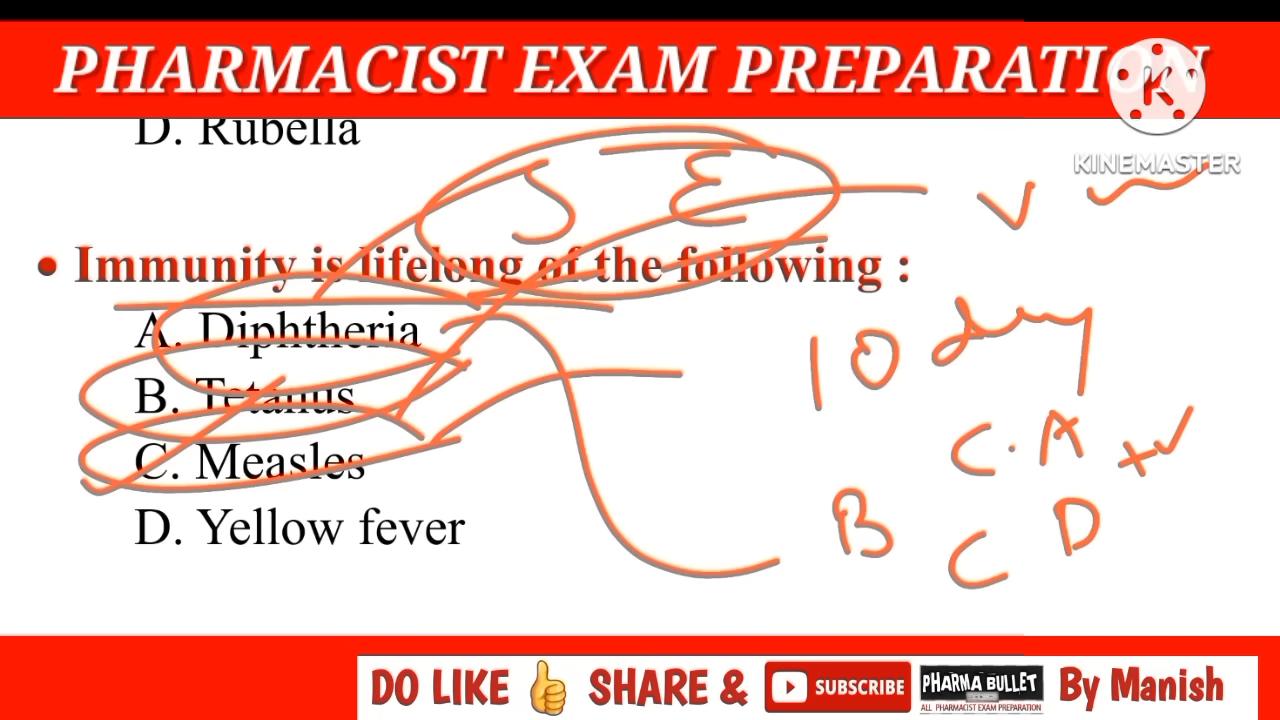 PHARMACIST EXAM PREPARATION
K
KINEMASTER
D. Rubella
V
• Immunity is lifelong of the following :
A. Diphtheria
10 day
B. Tetanus
C. A
C. Measles
B C D
D. Yellow fever
DO LIKE SHARE & SUBSCRIBE PHARMA BULLET By Manish
ALL PHARMACIST EXAM PREPARATION